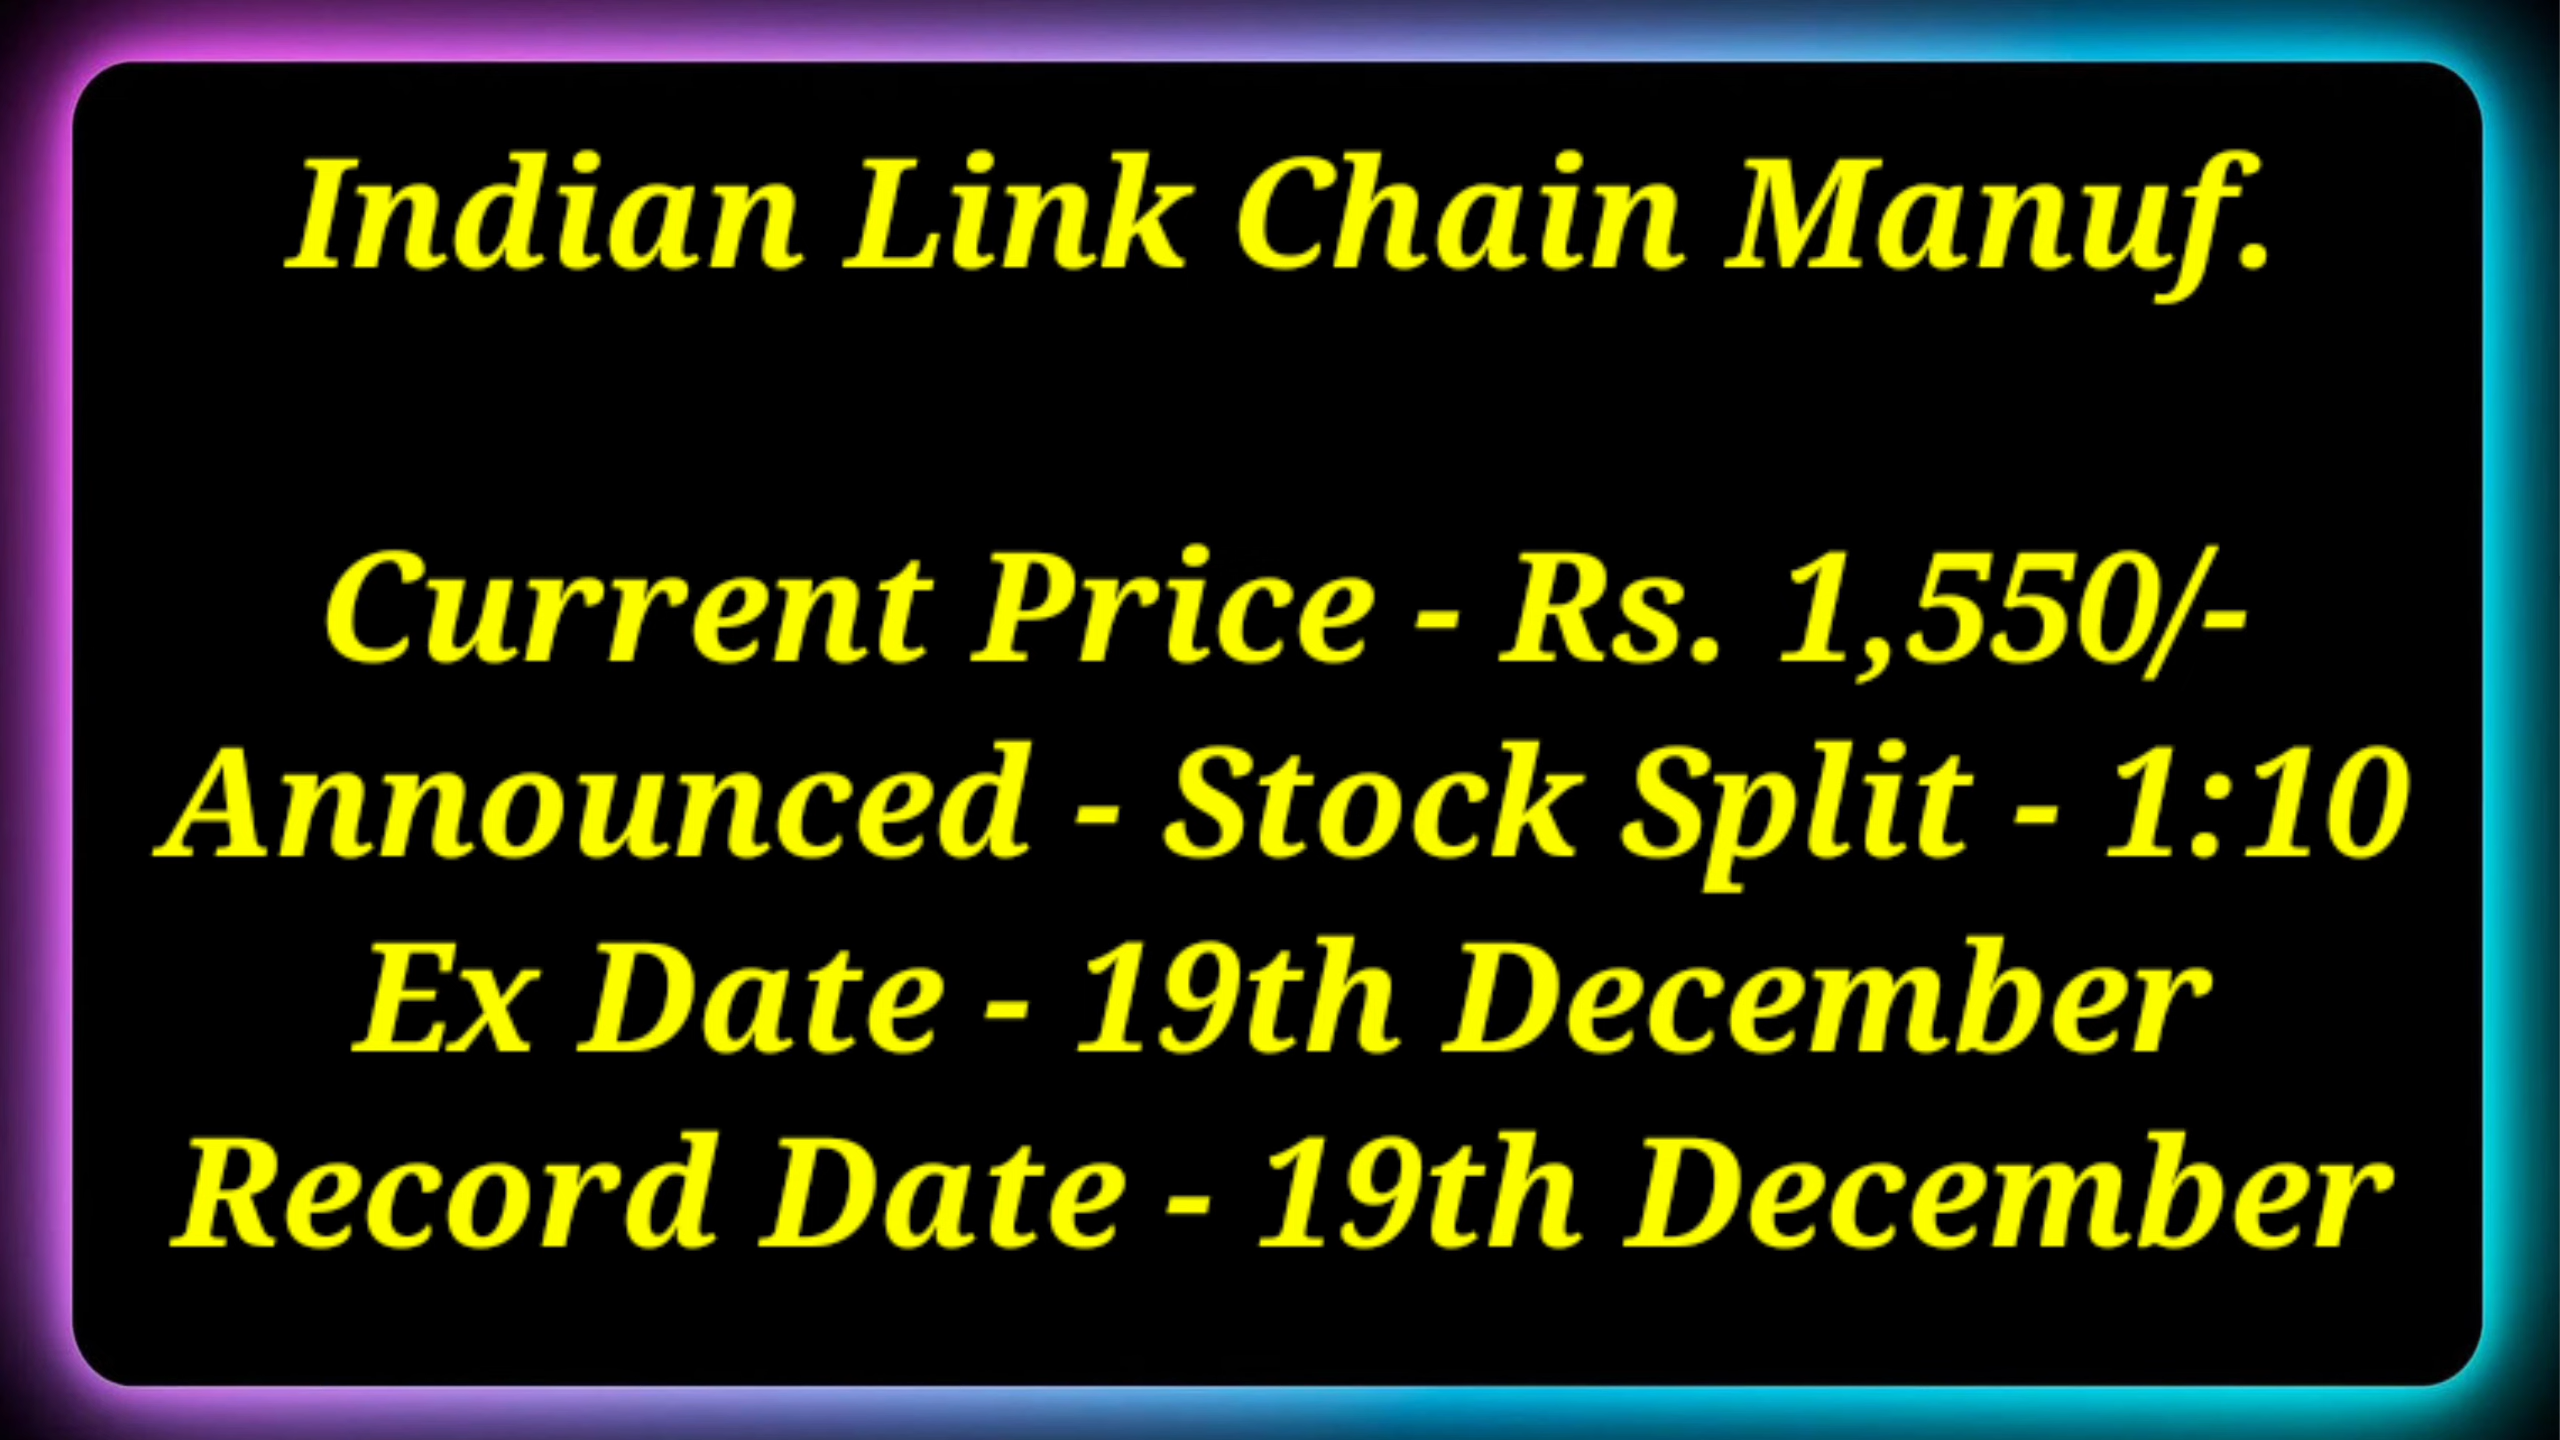 Indian Link Chain Manuf.
Current Price - Rs. 1,550/-
Announced - Stock Split - 1:10
Ex Date - 19th December
Record Date - 19th December